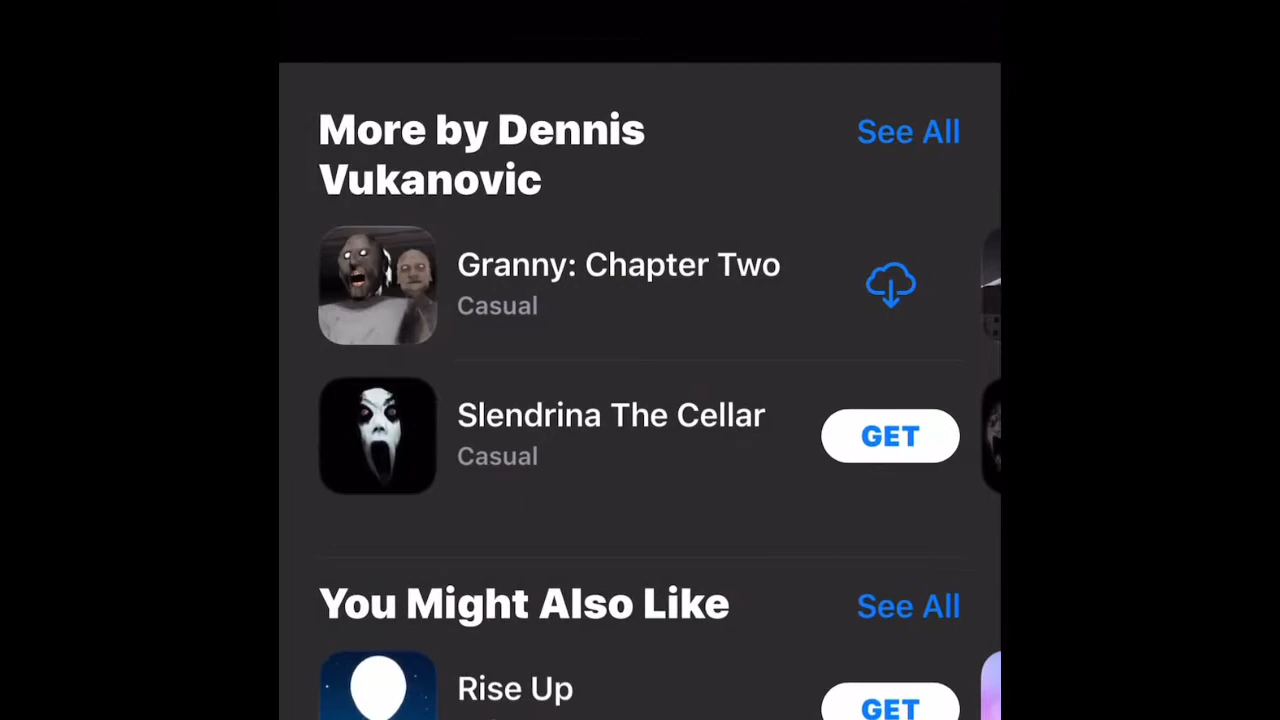 More by Dennis
Vukanovic
See All
Granny: Chapter Two
Casual
Slendrina The Cellar
Casual
GET
You Might Also Like
See All
Rise Up
GET